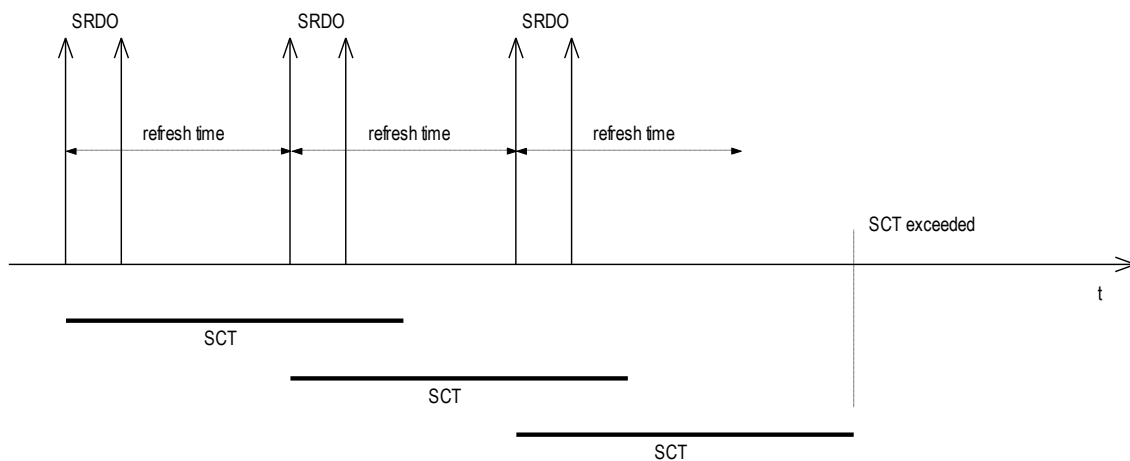 SRDO SRDO SRDO
refresh time refresh time refresh time
SCT exceeded
t
SCT
SCT
SCT